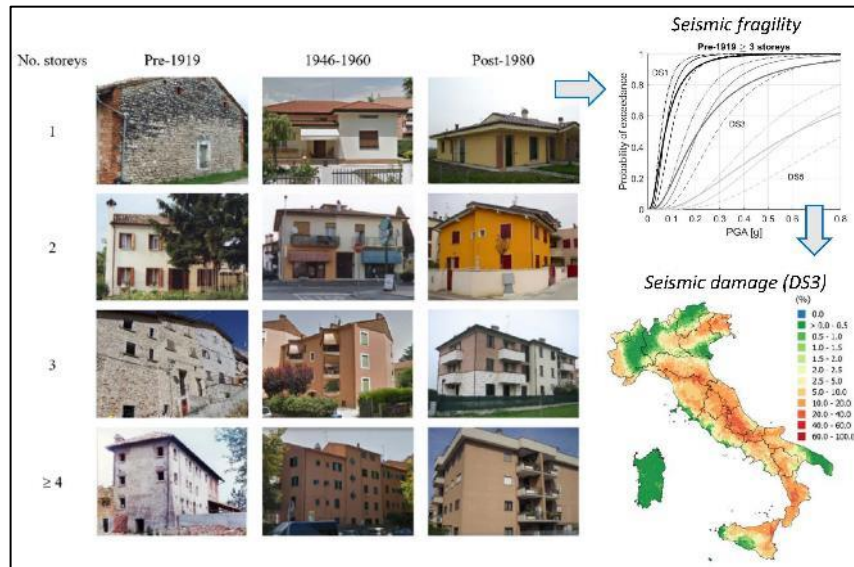 No. storeys
Pre-1919
1946-1960
Post-1980
1
2
3
≥ 4
Seismic fragility
Pre-1919 ≥ 3 storeys
Probability of exceedance
1
0.8
0.6
0.4
0.2
0
DS1
DS3
DS5
0 0.1 0.2 0.3 0.4 0.5 0.6 0.7 0.8
PGA [g]
Seismic damage (DS3)
(%)
0.0
> 0.0 - 0.5
0.5 - 1.0
1.0 - 1.5
1.5 - 2.0
2.0 - 2.5
2.5 - 5.0
5.0 - 10.0
10.0 - 20.0
20.0 - 40.0
40.0 - 60.0
60.0 - 100.0